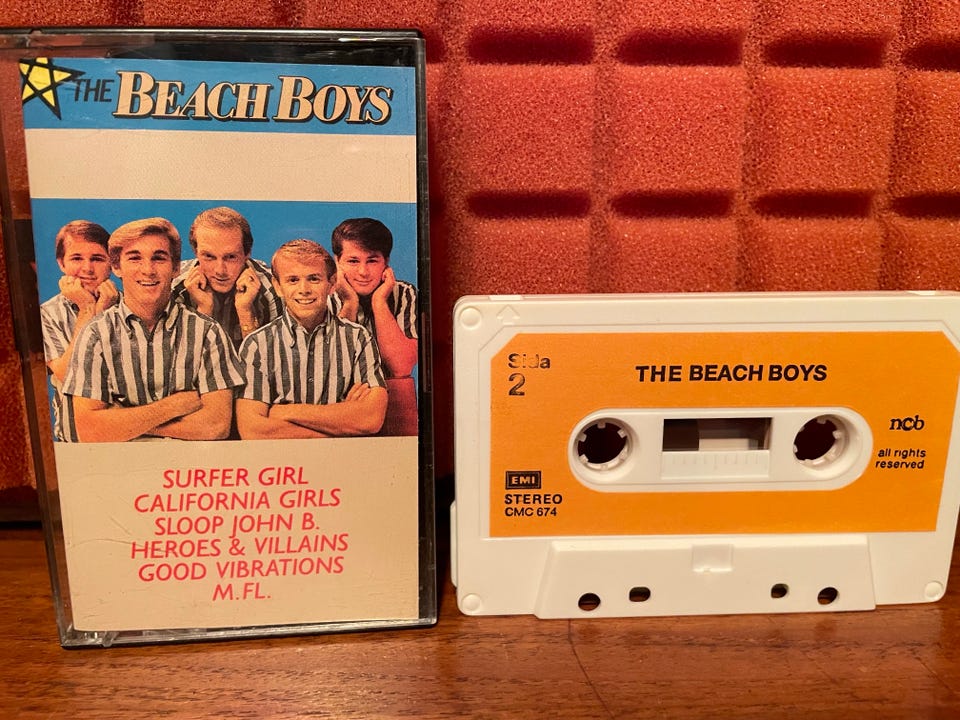 THE BEACH BOYS
SURFER GIRL
CALIFORNIA GIRLS
SLOOP JOHN B.
HEROES & VILLAINS
GOOD VIBRATIONS
M.FL.
Sida
2
THE BEACH BOYS
ncb
all rights
reserved
EMI
STEREO
CMC 674